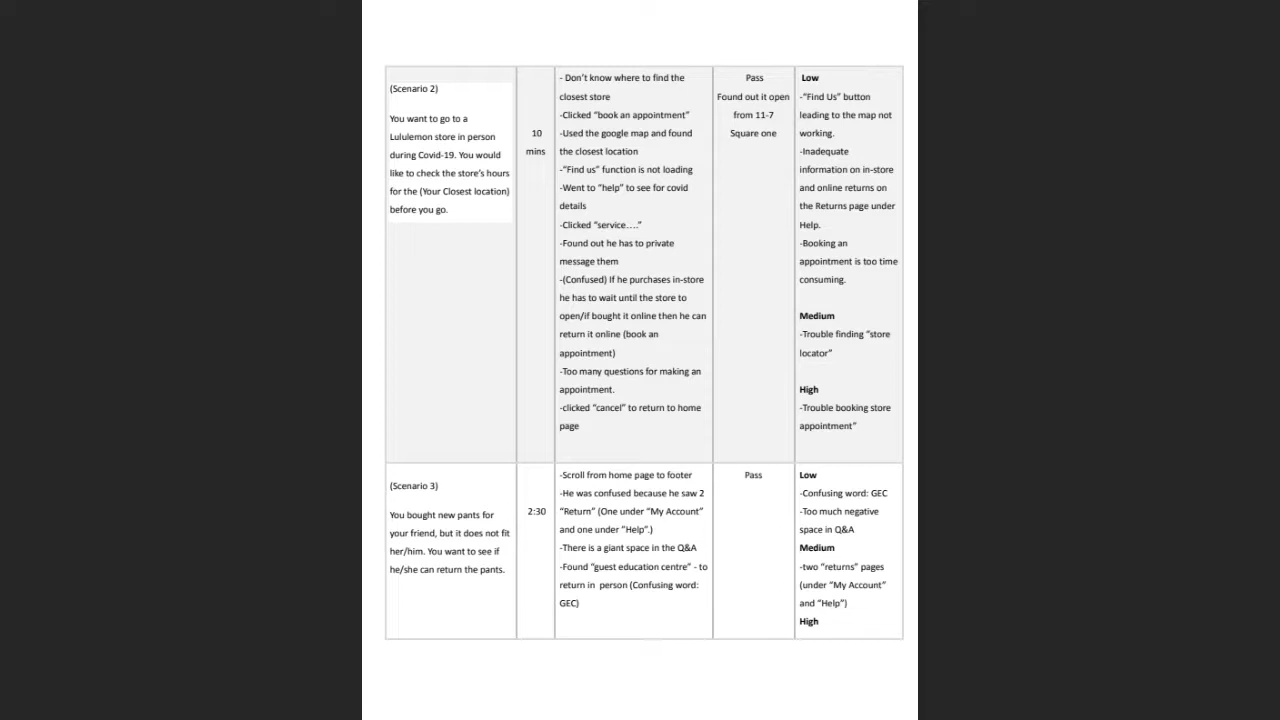 (Scenario 2)
You want to go to a
Lululemon store in person
during Covid-19. You would
like to check the store's hours
for the (Your Closest location)
before you go.
10
mins
- Don't know where to find the
closest store
-Clicked "book an appointment"
-Used the google map and found
the closest location
-"Find us" function is not loading
-Went to "help" to see for covid
details
-Clicked "service…."
-Found out he has to private
message them
-(Confused) If he purchases in-store
he has to wait until the store to
open/if bought it online then he can
return it online (book an
appointment)
-Too many questions for making an
appointment.
-clicked "cancel" to return to home
page
Pass
Found out it open
from 11-7
Square one
Low
-"Find Us" button
leading to the map not
working.
-Inadequate
information on in-store
and online returns on
the Returns page under
Help.
-Booking an
appointment is too time
consuming.
Medium
-Trouble finding "store
locator"
High
-Trouble booking store
appointment"
(Scenario 3)
You bought new pants for
your friend, but it does not fit
her/him. You want to see if
he/she can return the pants.
2:30
-Scroll from home page to footer
-He was confused because he saw 2
"Return" (One under "My Account"
and one under "Help".)
-There is a giant space in the Q&A
-Found "guest education centre" - to
return in  person (Confusing word:
GEC)
Pass
Low
-Confusing word: GEC
-Too much negative
space in Q&A
Medium
-two "returns" pages
(under "My Account"
and "Help")
High